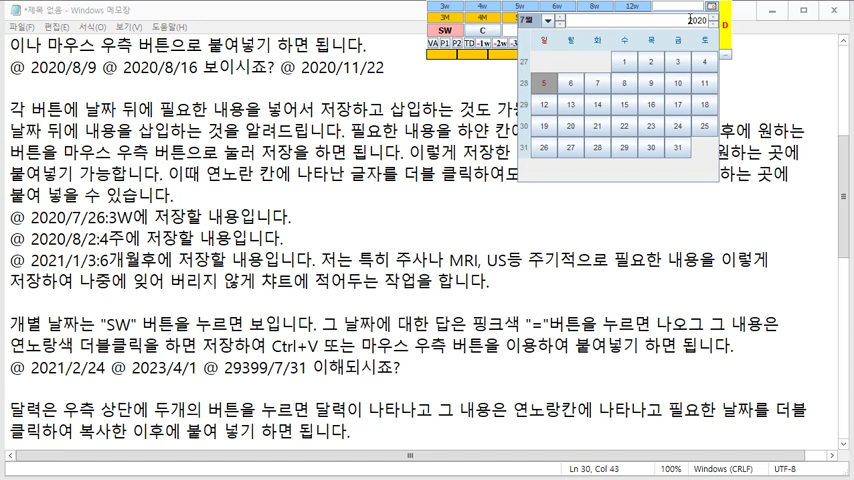 *제목 없음 - Windows 메모장
파일(F) 편집(E) 서식(O) 보기(V) 도움말(H)
3w 4w 5w 6w 8w 12w
3M 4M
SW C
VA P1 P2 TD -1w -2w -3
D
7월 2020
일 월 화 수 목 금 토
27 1 2 3 4
28 5 6 7 8 9 10 11
29 12 13 14 15 16 17 18
30 19 20 21 22 23 24 25
31 26 27 28 29 30 31
이나 마우스 우측 버튼으로 붙여넣기 하면 됩니다.
@ 2020/8/9 @ 2020/8/16 보이시죠? @ 2020/11/22
각 버튼에 날짜 뒤에 필요한 내용을 넣어서 저장하고 삽입하는 것도
날짜 뒤에 내용을 삽입하는 것을 알려드립니다. 필요한 내용을 하얀 원하는
버튼을 마우스 우측 버튼으로 눌러 저장을 하면 됩니다. 이렇게 저장한 원하는 곳에
붙여넣기 가능합니다. 이때 연노란 칸에 나타난 글자를 더블 클릭하여도 하는 곳에
붙여 넣을 수 있습니다.
@ 2020/7/26:3W에 저장할 내용입니다.
@ 2020/8/2:4주에 저장할 내용입니다.
@ 2021/1/3:6개월후에 저장할 내용입니다. 저는 특히 주사나 MRI, US등 주기적으로 필요한 내용을 이렇게
저장하여 나중에 잊어 버리지 않게 챠트에 적어두는 작업을 합니다.
개별 날짜는 "SW" 버튼을 누르면 보입니다. 그 날짜에 대한 답은 핑크색 "="버튼을 누르면 나오그 그 내용은
연노랑색 더블클릭을 하면 저장하여 Ctrl+V 또는 마우스 우측 버튼을 이용하여 붙여넣기 하면 됩니다.
@ 2021/2/24 @ 2023/4/1 @ 29399/7/31 이해되시죠?
달력은 우측 상단에 두개의 버튼을 누르면 달력이 나타나고 그 내용은 연노랑칸에 나타나고 필요한 날짜를 더블
클릭하여 복사한 이후에 붙여 넣기 하면 됩니다.
Ln 30, Col 43 100% Windows (CRLF) UTF-8